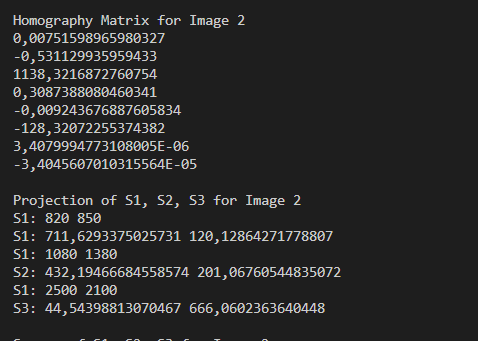 Homography Matrix for Image 2
0,00751598965980327
-0,531129935959433
1138,3216872760754
0,3087388080460341
-0,009243676887605834
-128,32072255374382
3,4079994773108005E-06
-3,4045607010315564E-05
Projection of S1, S2, S3 for Image 2
S1: 820 850
S1: 711,6293375025731 120,12864271778807
S1: 1080 1380
S2: 432,19466684558574 201,06760544835072
S1: 2500 2100
S3: 44,54398813070467 666,0602363640448